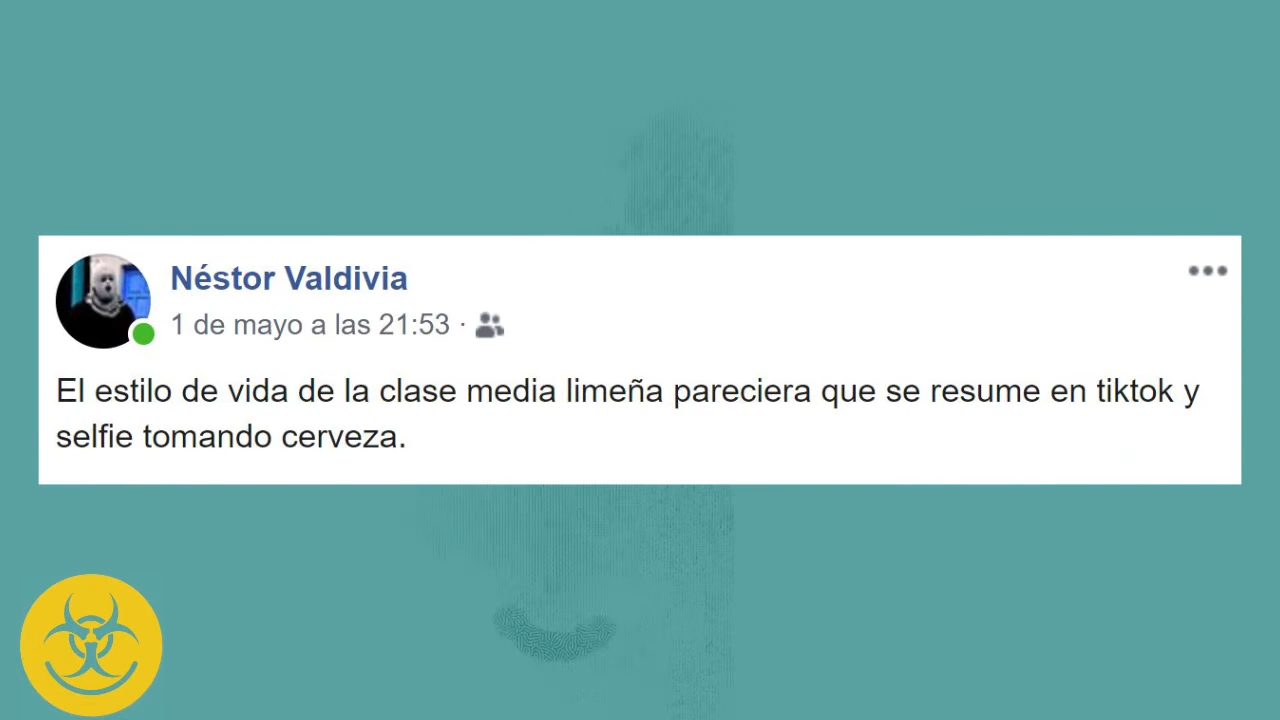 Néstor Valdivia
1 de mayo a las 21:53 ·
El estilo de vida de la clase media limeña pareciera que se resume en tiktok y
selfie tomando cerveza.